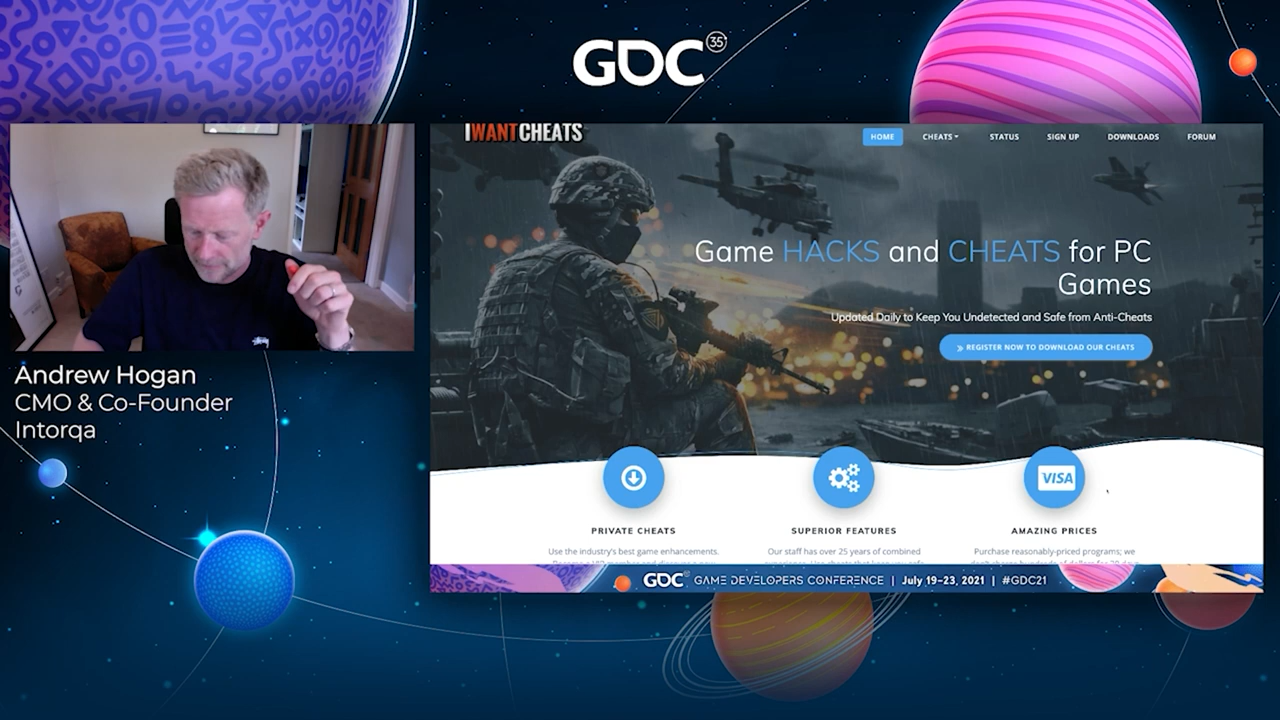 GDC 35
IWANTCHEATS
HOME CHEATS STATUS SIGN UP DOWNLOADS FORUM
Game HACKS and CHEATS for PC
Games
Updated Daily to Keep You Undetected and Safe from Anti-Cheats
REGISTER NOW TO DOWNLOAD OUR CHEATS
Andrew Hogan
CMO & Co-Founder
Intorqa
VISA
PRIVATE CHEATS SUPERIOR FEATURES AMAZING PRICES
Use the industry's best game enhancements. Our staff has over 25 years of combined Purchase reasonably-priced programs; we
GDC GAME DEVELOPERS CONFERENCE | July 19-23, 2021 | #GDC21